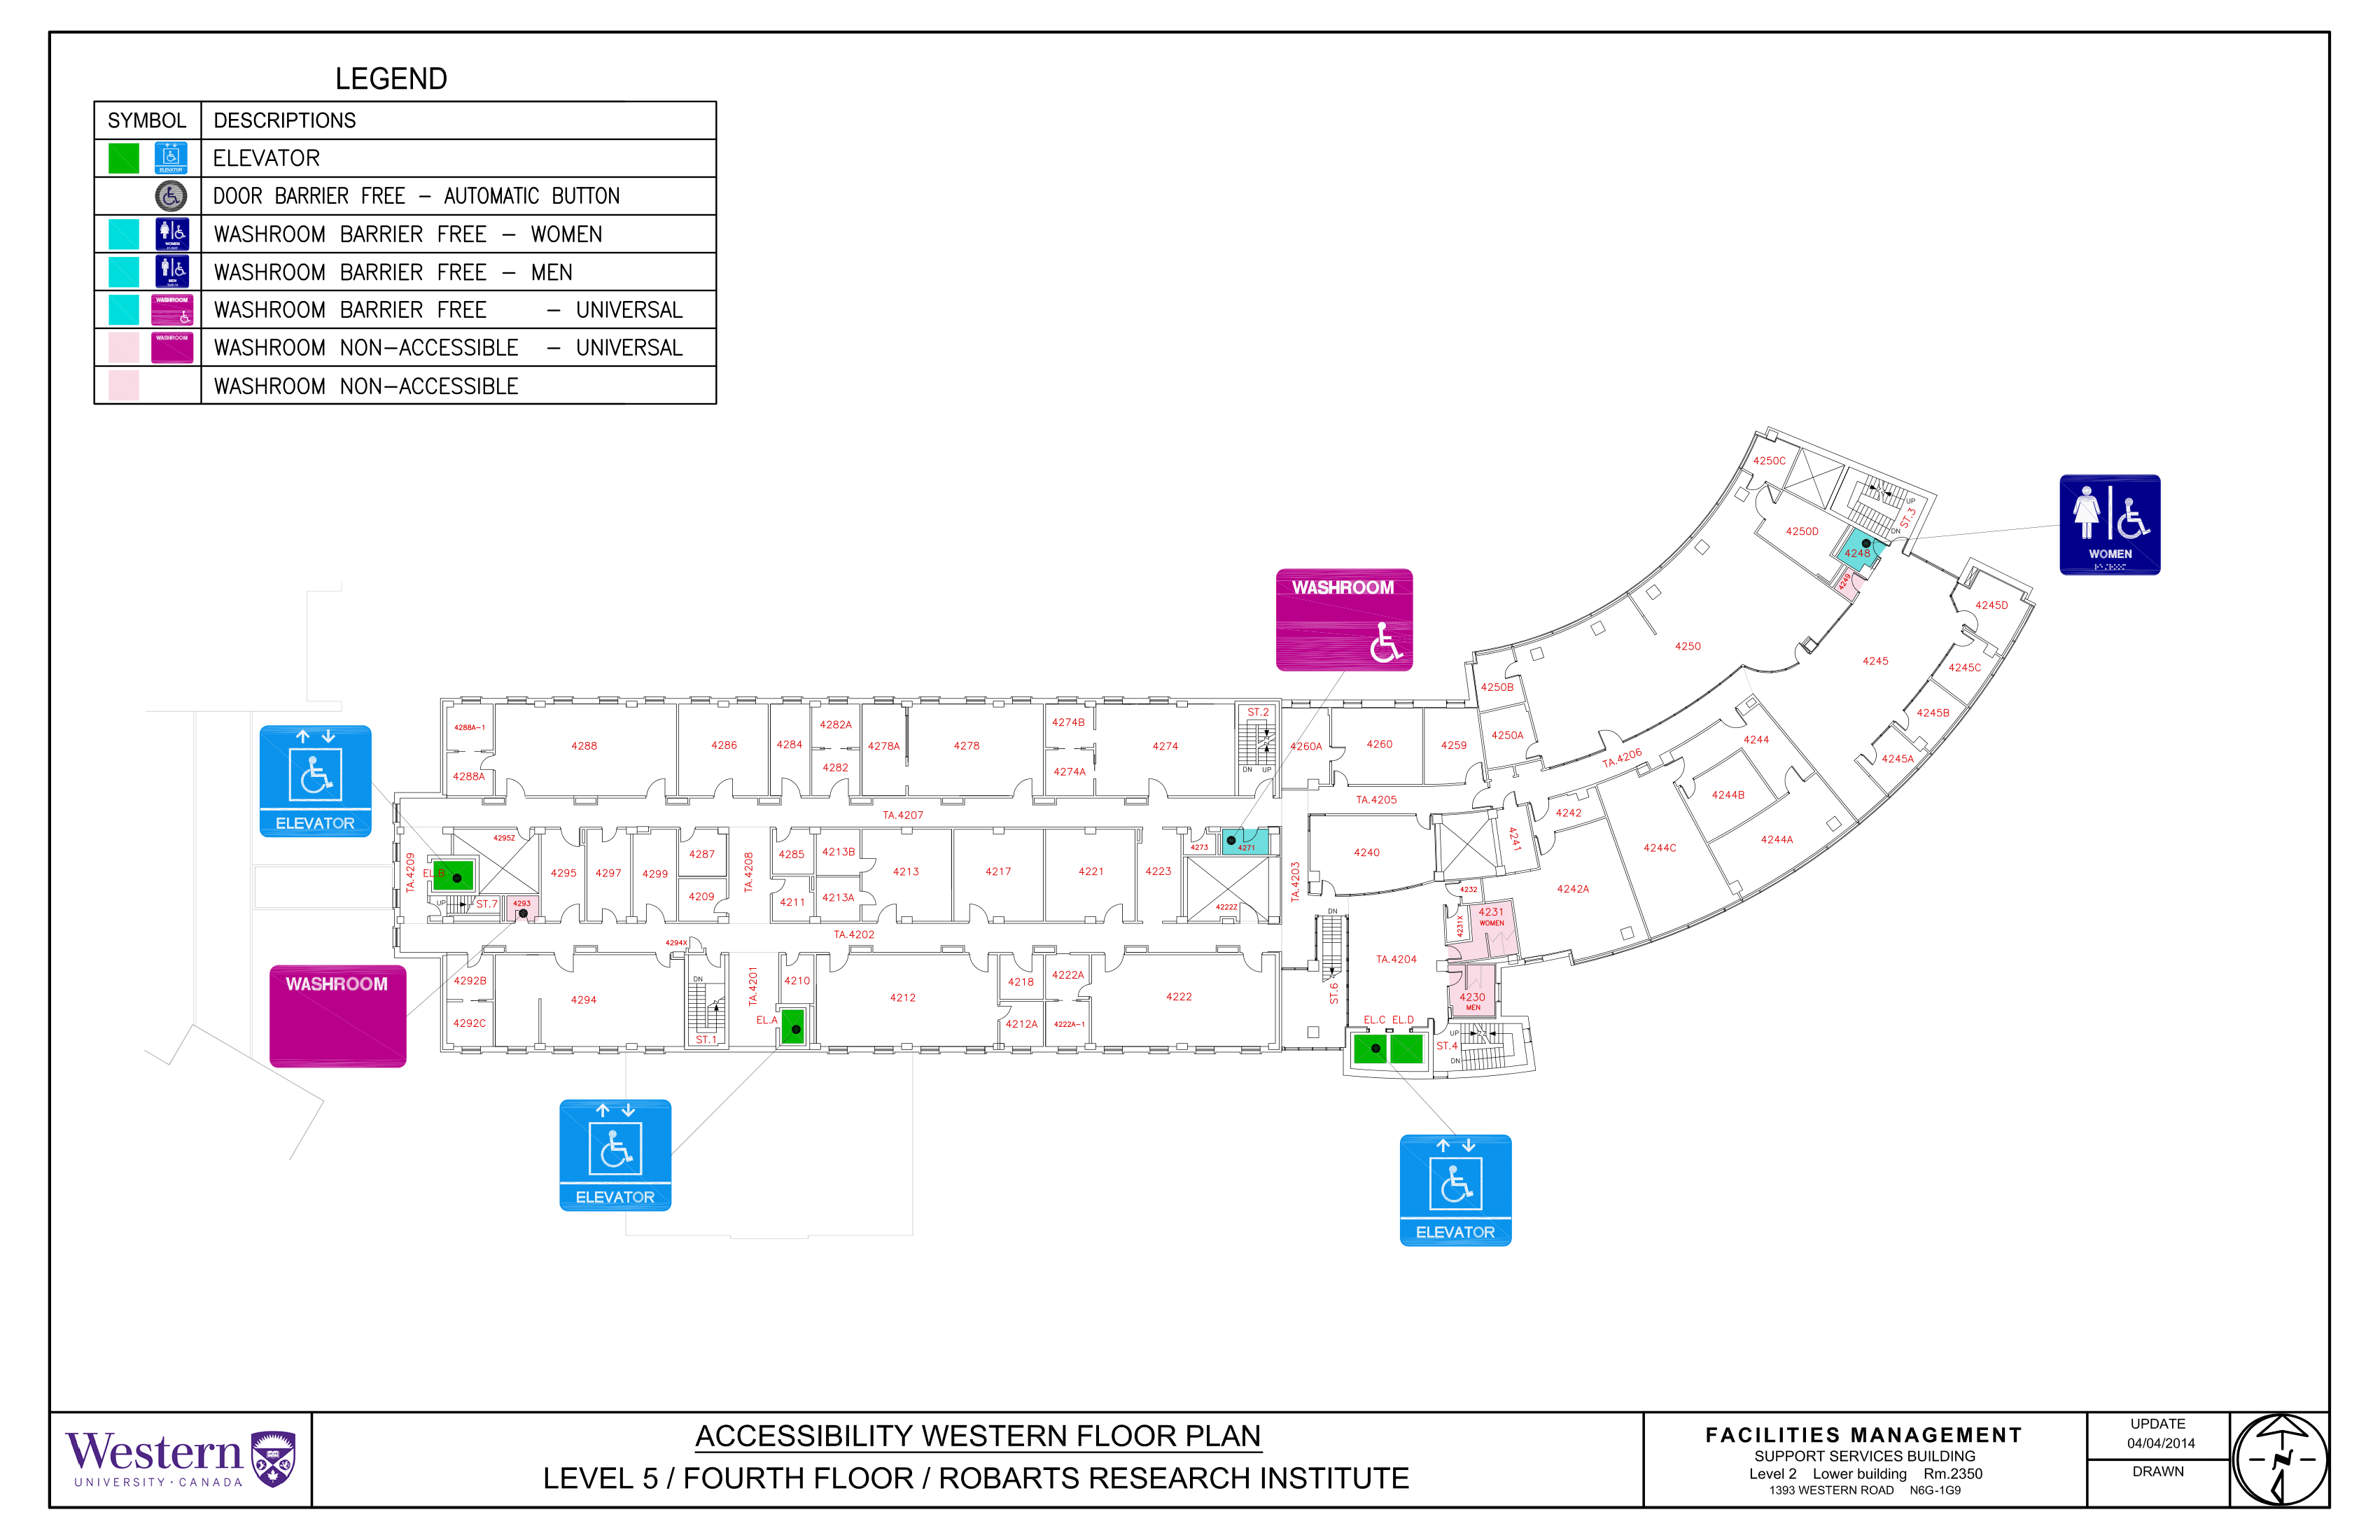 LEGEND
SYMBOL DESCRIPTIONS
ELEVATOR ELEVATOR
DOOR BARRIER FREE - AUTOMATIC BUTTON
WOMEN WASHROOM BARRIER FREE - WOMEN
MEN WASHROOM BARRIER FREE - MEN
WASHROOM WASHROOM BARRIER FREE - UNIVERSAL
WASHROOM WASHROOM NON-ACCESSIBLE - UNIVERSAL
WASHROOM NON-ACCESSIBLE
4250C
UP
ST.3
DN
4250D
4248
WOMEN
4249
WASHROOM
4245D
4250
4245
4245C
4250B
4245B
4250A
4244
4245A
TA.4206
4244B
4244A
4244C
4242
4242A
4241
4288A-1
4288
4286
4284
4282A
4282
4278A
4278
4274B
4274A
4274
ST.2
DN UP
4260A
4260
4259
4288A
TA.4205
TA.4207
ELEVATOR
4295Z
TA.4209
EL.B
4295
4297
4299
4287
4209
TA.4208
4285
4211
4213B
4213A
4213
4217
4221
4223
4273
4271
4222Z
TA.4203
4240
UP
ST.7
4293
4232
4231X
4231
WOMEN
TA.4202
4294X
DN
TA.4204
WASHROOM
4292B
4292C
4294
DN
ST.1
TA.4201
4210
EL.A
4212
4218
4212A
4222A
4222A-1
4222
ST.6
4230
MEN
EL.C EL.D
UP
ST.4
DN
ELEVATOR
ELEVATOR
Western
UNIVERSITY · CANADA
ACCESSIBILITY WESTERN FLOOR PLAN
LEVEL 5 / FOURTH FLOOR / ROBARTS RESEARCH INSTITUTE
FACILITIES MANAGEMENT
SUPPORT SERVICES BUILDING
Level 2 Lower building Rm.2350
1393 WESTERN ROAD N6G-1G9
UPDATE
04/04/2014
DRAWN
N